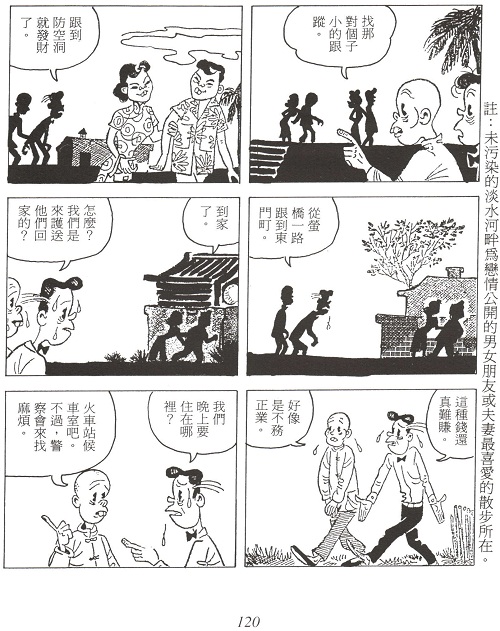 註：未污染的淡水河畔爲戀情公開的男女朋友或夫妻最喜愛的散步所在。
找那
對個子
小的跟
蹤。
跟到
防空洞
就發財
了。
從螢
橋一路
跟到東
門町。
到家
了。
怎麼？
我們是
來護送
他們回
家的？
這種錢還
真難賺。
好像
是不務
正業。
我們
晚上要
住在哪
裡？
火車站候
車室吧。
不過，警
察會來找
麻煩。
120